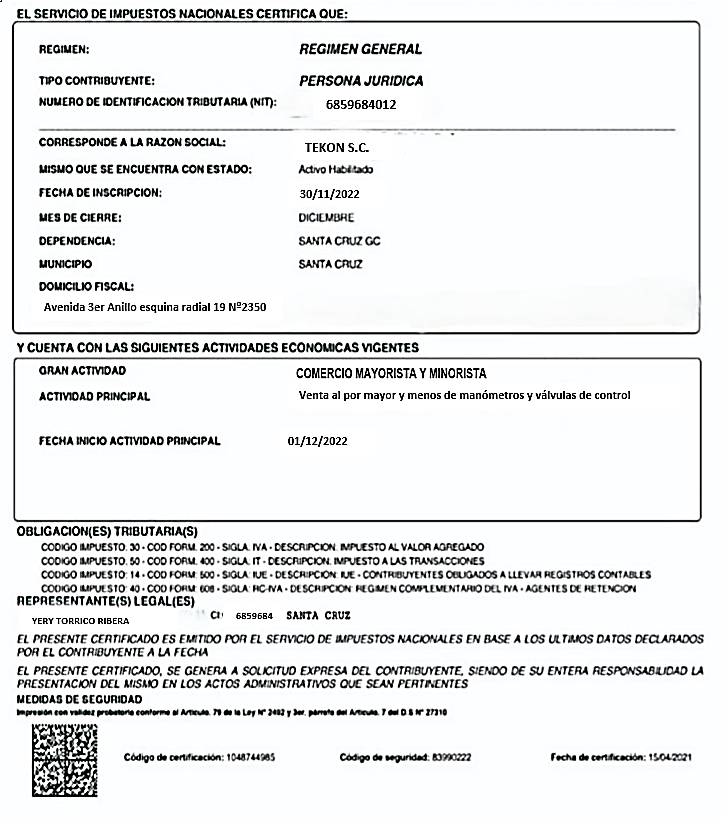 EL SERVICIO DE IMPUESTOS NACIONALES CERTIFICA QUE:
REGIMEN: REGIMEN GENERAL
TIPO CONTRIBUYENTE: PERSONA JURIDICA
NUMERO DE IDENTIFICACION TRIBUTARIA (NIT): 6859684012
CORRESPONDE A LA RAZON SOCIAL: TEKON S.C.
MISMO QUE SE ENCUENTRA CON ESTADO: Activo Habilitado
FECHA DE INSCRIPCION: 30/11/2022
MES DE CIERRE: DICIEMBRE
DEPENDENCIA: SANTA CRUZ GC
MUNICIPIO SANTA CRUZ
DOMICILIO FISCAL:
Avenida 3er Anillo esquina radial 19 Nº2350
Y CUENTA CON LAS SIGUIENTES ACTIVIDADES ECONOMICAS VIGENTES
GRAN ACTIVIDAD COMERCIO MAYORISTA Y MINORISTA
ACTIVIDAD PRINCIPAL Venta al por mayor y menos de manómetros y válvulas de control
FECHA INICIO ACTIVIDAD PRINCIPAL 01/12/2022
OBLIGACION(ES) TRIBUTARIA(S)
CODIGO IMPUESTO: 30 - COD FORM. 200 - SIGLA: IVA - DESCRIPCION: IMPUESTO AL VALOR AGREGADO
CODIGO IMPUESTO: 50 - COD FORM. 400 - SIGLA: IT - DESCRIPCION: IMPUESTO A LAS TRANSACCIONES
CODIGO IMPUESTO: 14 - COD FORM: 500 - SIGLA: IUE - DESCRIPCION: IUE - CONTRIBUYENTES OBLIGADOS A LLEVAR REGISTROS CONTABLES
CODIGO IMPUESTO: 40 - COD FORM: 608 - SIGLA: RC-IVA - DESCRIPCION: REGIMEN COMPLEMENTARIO DEL IVA - AGENTES DE RETENCION
REPRESENTANTE(S) LEGAL(ES)
YERY TORRICO RIBERA CI: 6859684 SANTA CRUZ
EL PRESENTE CERTIFICADO ES EMITIDO POR EL SERVICIO DE IMPUESTOS NACIONALES EN BASE A LOS ULTIMOS DATOS DECLARADOS
POR EL CONTRIBUYENTE A LA FECHA
EL PRESENTE CERTIFICADO, SE GENERA A SOLICITUD EXPRESA DEL CONTRIBUYENTE, SIENDO DE SU ENTERA RESPONSABILIDAD LA
PRESENTACION DEL MISMO EN LOS ACTOS ADMINISTRATIVOS QUE SEAN PERTINENTES
MEDIDAS DE SEGURIDAD
Impresión con validez probatoria conforme al Artículo. 79 de la Ley Nº 2492 y 3er. párrafo del Artículo. 7 del D.S Nº 27310
Código de certificación: 1048744985 Código de seguridad: 83990222 Fecha de certificación: 15/04/2021